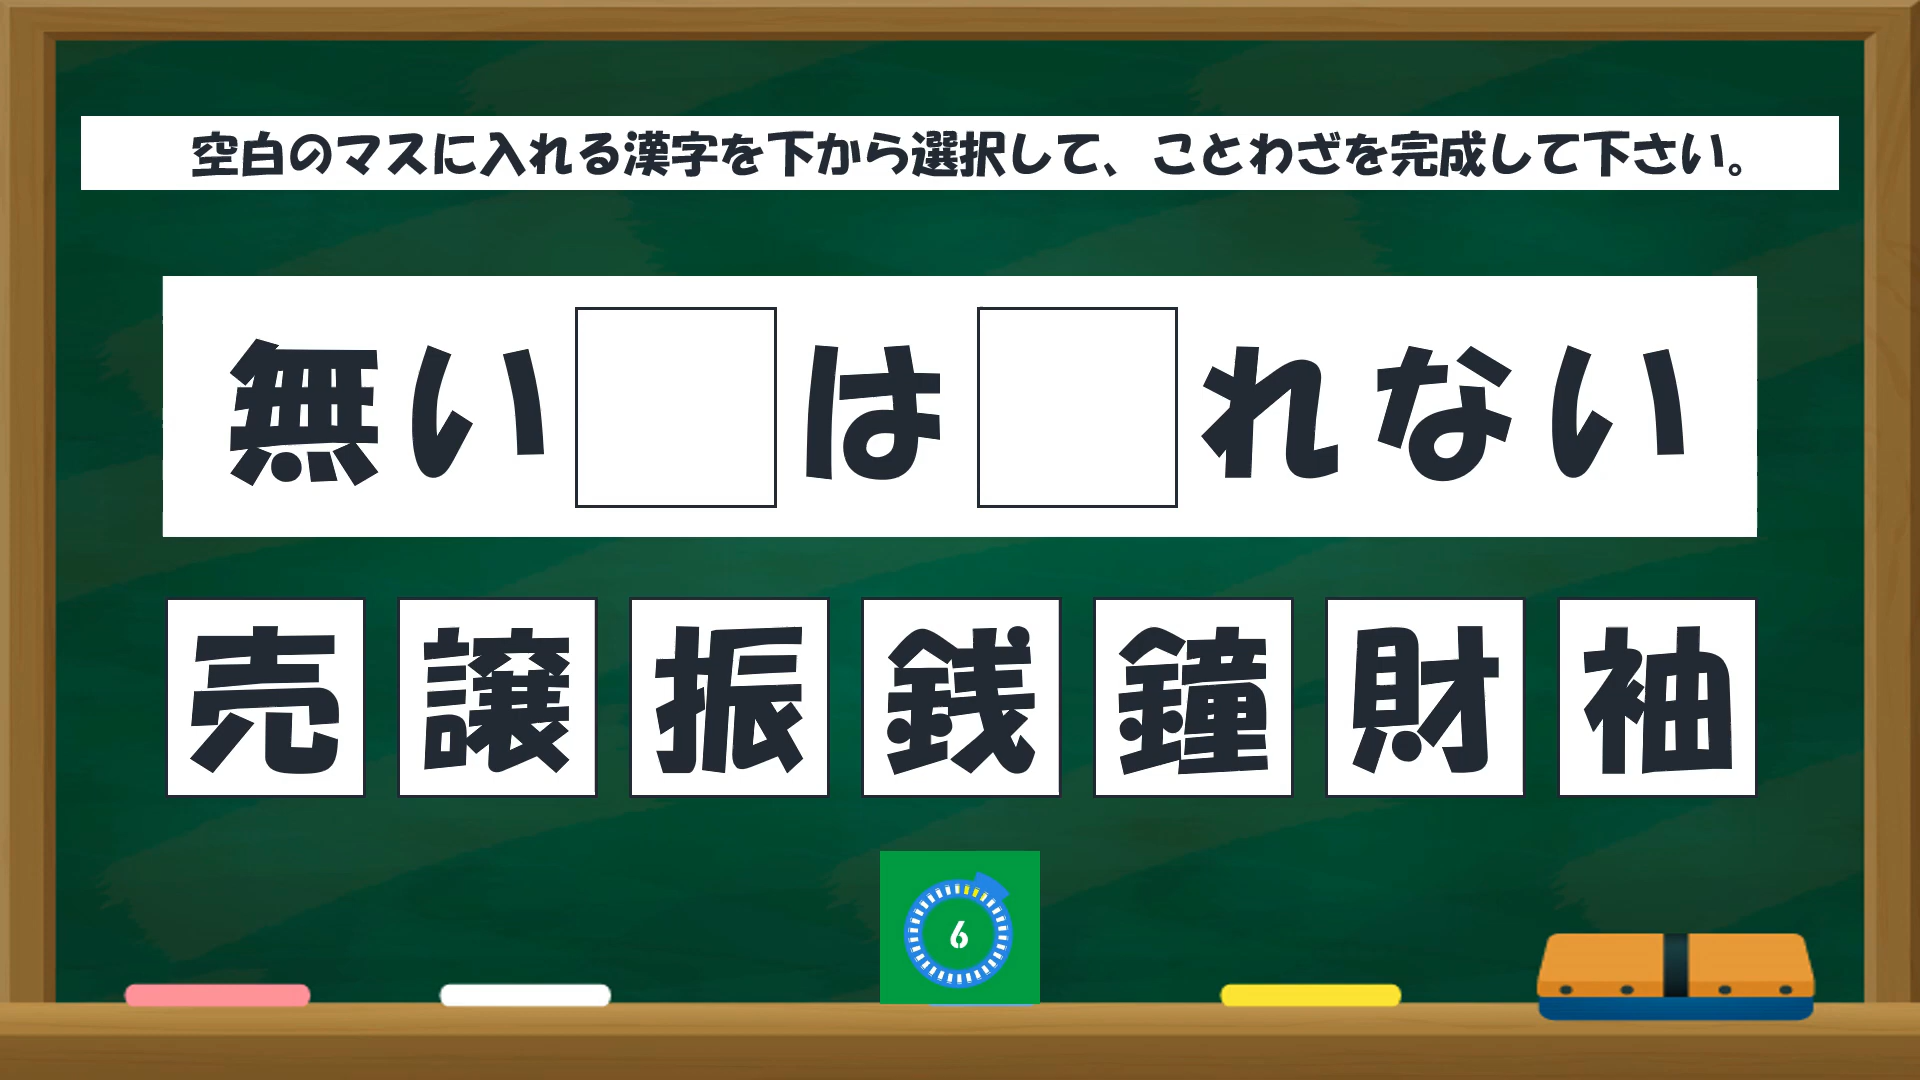 空白のマスに入れる漢字を下から選択して、ことわざを完成して下さい。
無い□は□れない
売 譲 振 銭 鐘 財 袖
6